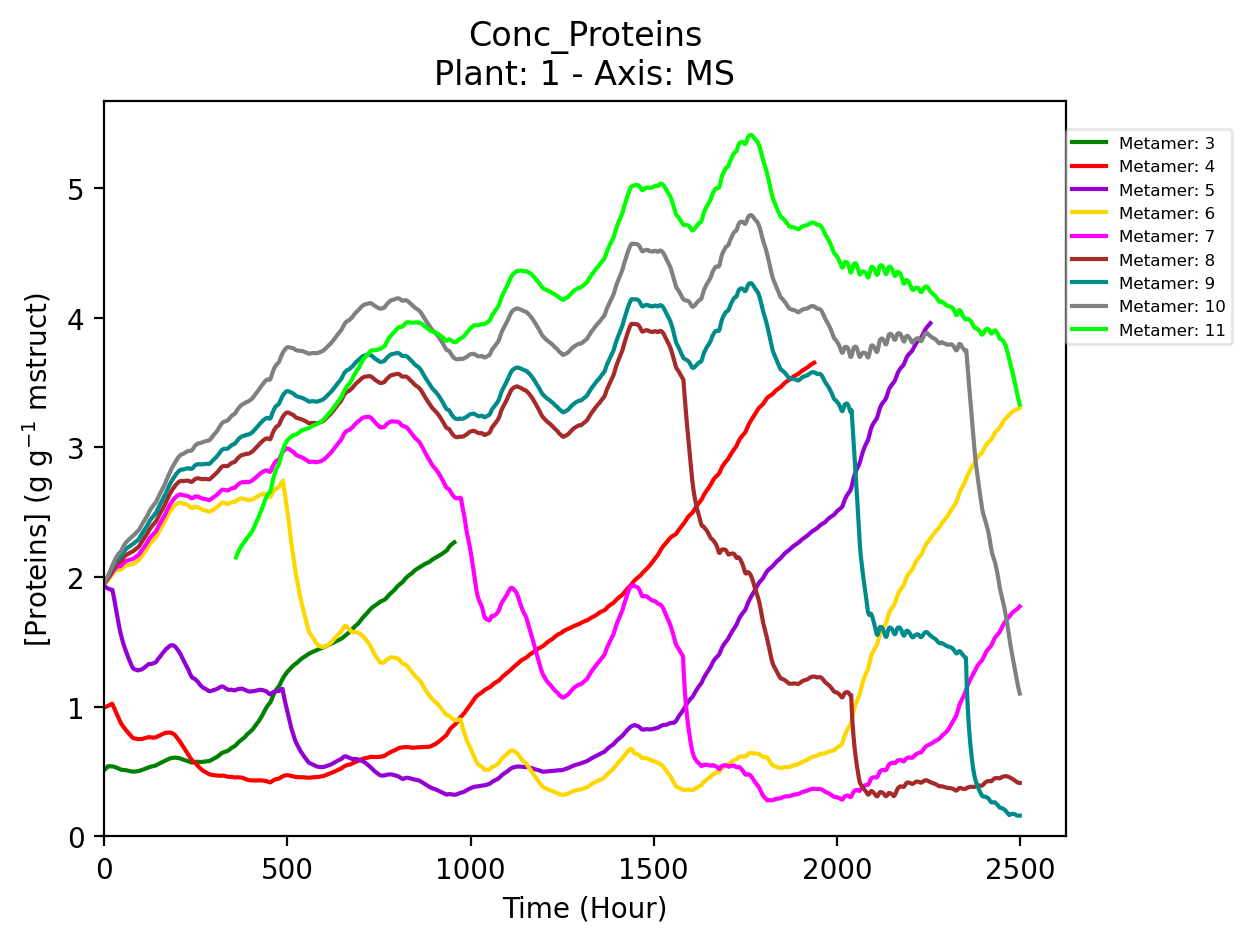 Conc_Proteins
Plant: 1 - Axis: MS
[Proteins] (g g⁻¹ mstruct)
5
4
3
2
1
0
0 500 1000 1500 2000 2500
Time (Hour)
Metamer: 3
Metamer: 4
Metamer: 5
Metamer: 6
Metamer: 7
Metamer: 8
Metamer: 9
Metamer: 10
Metamer: 11